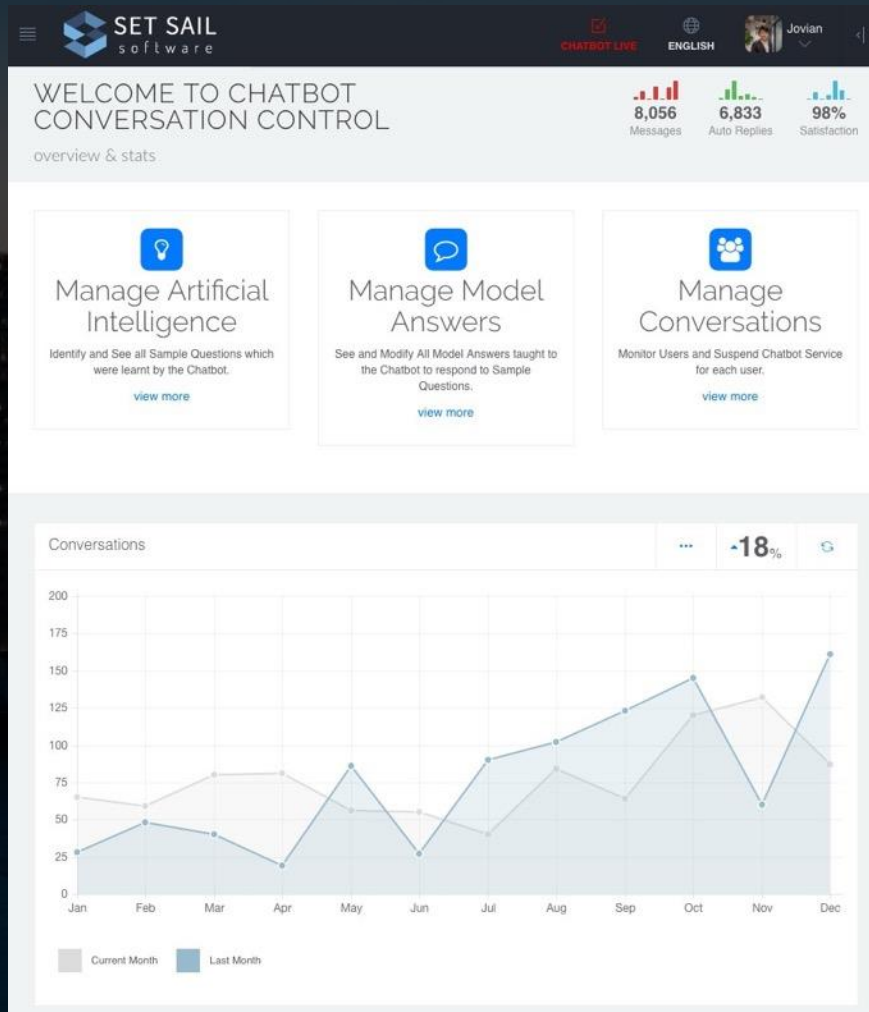 SET SAIL
software
CHATBOT LIVE
ENGLISH
Jovian
WELCOME TO CHATBOT
CONVERSATION CONTROL
overview & stats
8,056
Messages
6,833
Auto Replies
98%
Satisfaction
Manage Artificial
Intelligence
Identify and See all Sample Questions which
were learnt by the Chatbot.
view more
Manage Model
Answers
See and Modify All Model Answers taught to
the Chatbot to respond to Sample
Questions.
view more
Manage
Conversations
Monitor Users and Suspend Chatbot Service
for each user.
view more
Conversations
18%
200
175
150
125
100
75
50
25
0
Jan Feb Mar Apr May Jun Jul Aug Sep Oct Nov Dec
Current Month Last Month